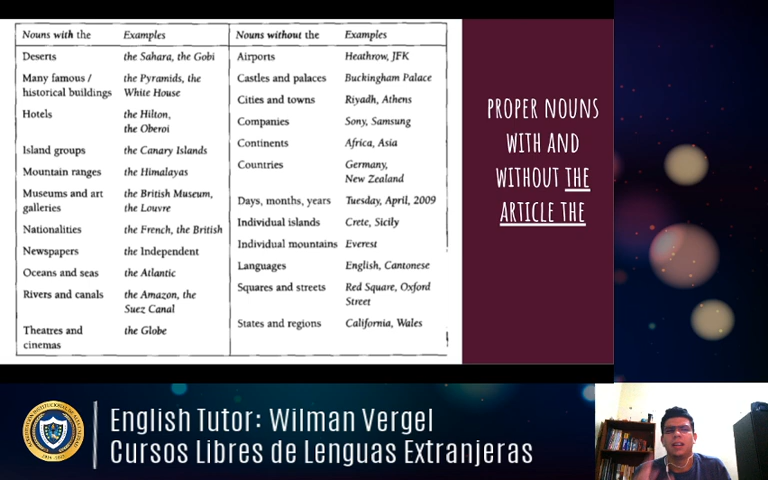 Nouns with the Examples Nouns without the Examples
Deserts the Sahara, the Gobi Airports Heathrow, JFK
Many famous / the Pyramids, the Castles and palaces Buckingham Palace
historical buildings White House
Cities and towns Riyadh, Athens
Hotels the Hilton,
the Oberoi
Companies Sony, Samsung
Continents Africa, Asia
Island groups the Canary Islands
Countries Germany,
New Zealand
Mountain ranges the Himalayas
Museums and art the British Museum,
galleries the Louvre
Days, months, years Tuesday, April, 2009
Individual islands Crete, Sicily
Nationalities the French, the British
Individual mountains Everest
Newspapers the Independent
Languages English, Cantonese
Oceans and seas the Atlantic
Squares and streets Red Square, Oxford
Street
Rivers and canals the Amazon, the
Suez Canal
States and regions California, Wales
Theatres and the Globe
cinemas
PROPER NOUNS
WITH AND
WITHOUT THE
ARTICLE THE
English Tutor: Wilman Vergel
Cursos Libres de Lenguas Extranjeras